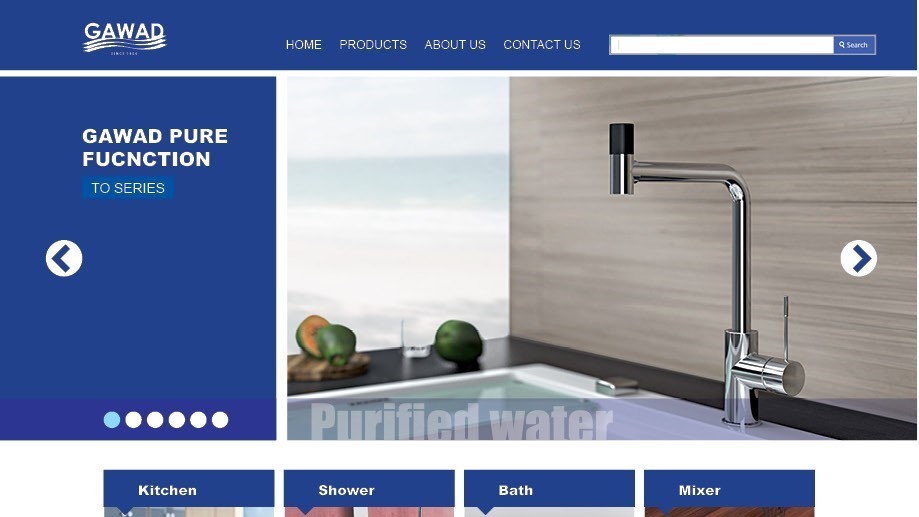 GAWAD
SINCE 1956
HOME PRODUCTS ABOUT US CONTACT US Search
GAWAD PURE
FUCNCTION
TO SERIES
Purified water
Kitchen Shower Bath Mixer